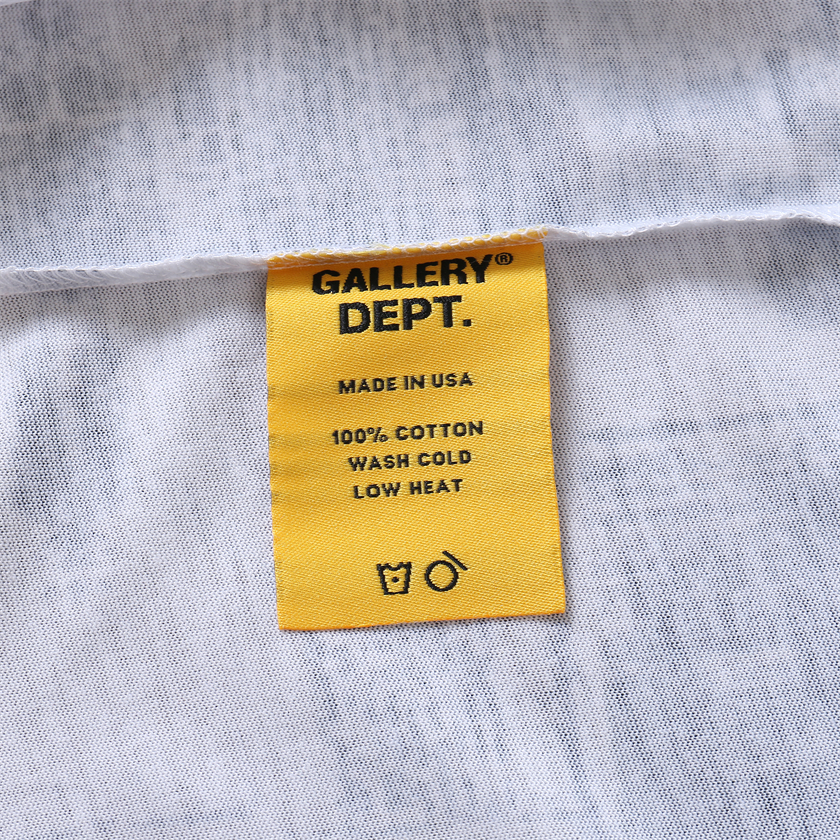 GALLERY®
DEPT.
MADE IN USA
100% COTTON
WASH COLD
LOW HEAT